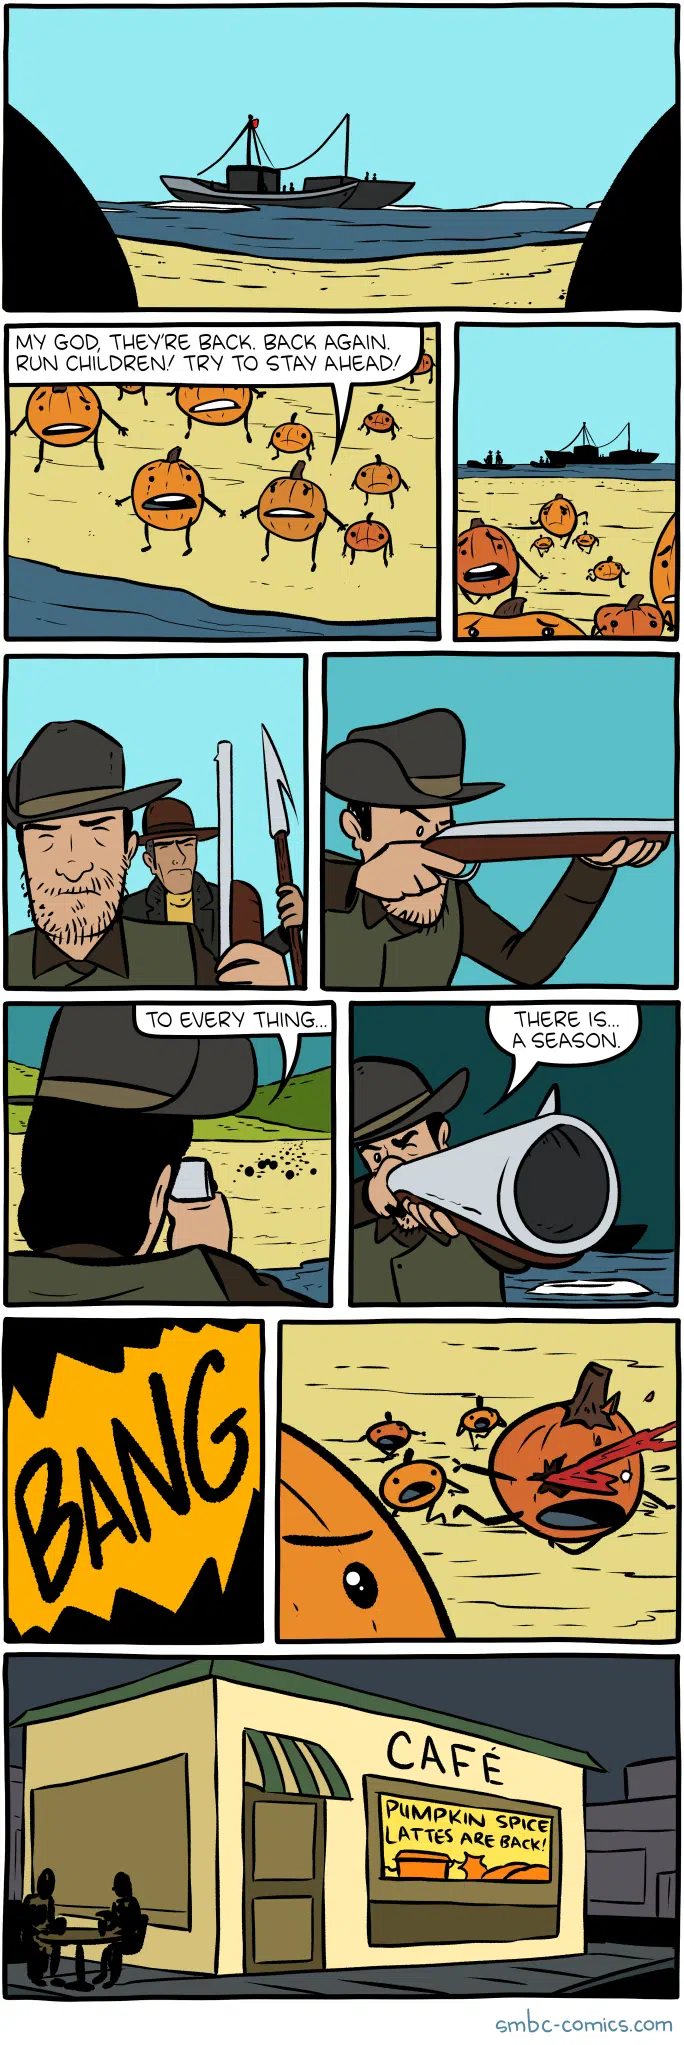 MY GOD, THEY'RE BACK. BACK AGAIN.
RUN CHILDREN! TRY TO STAY AHEAD!
TO EVERY THING...
THERE IS...
A SEASON.
BANG
CAFÉ
PUMPKIN SPICE
LATTES ARE BACK!
smbc-comics.com